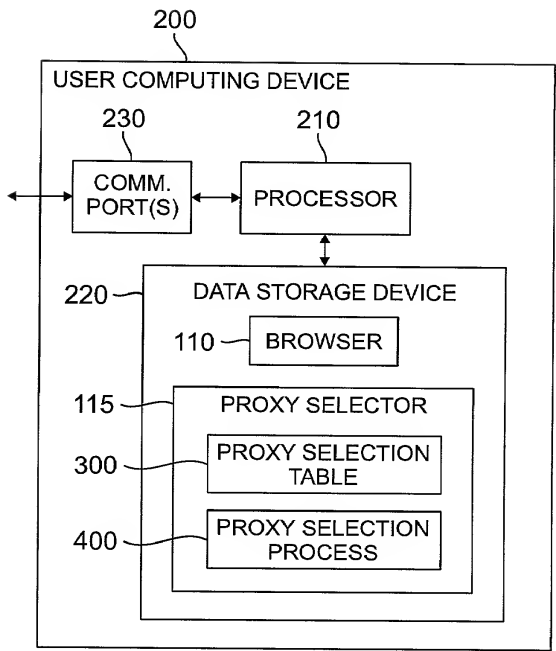 200
USER COMPUTING DEVICE
230
210
COMM.
PORT(S)
PROCESSOR
220
DATA STORAGE DEVICE
110
BROWSER
115
PROXY SELECTOR
300
PROXY SELECTION
TABLE
400
PROXY SELECTION
PROCESS